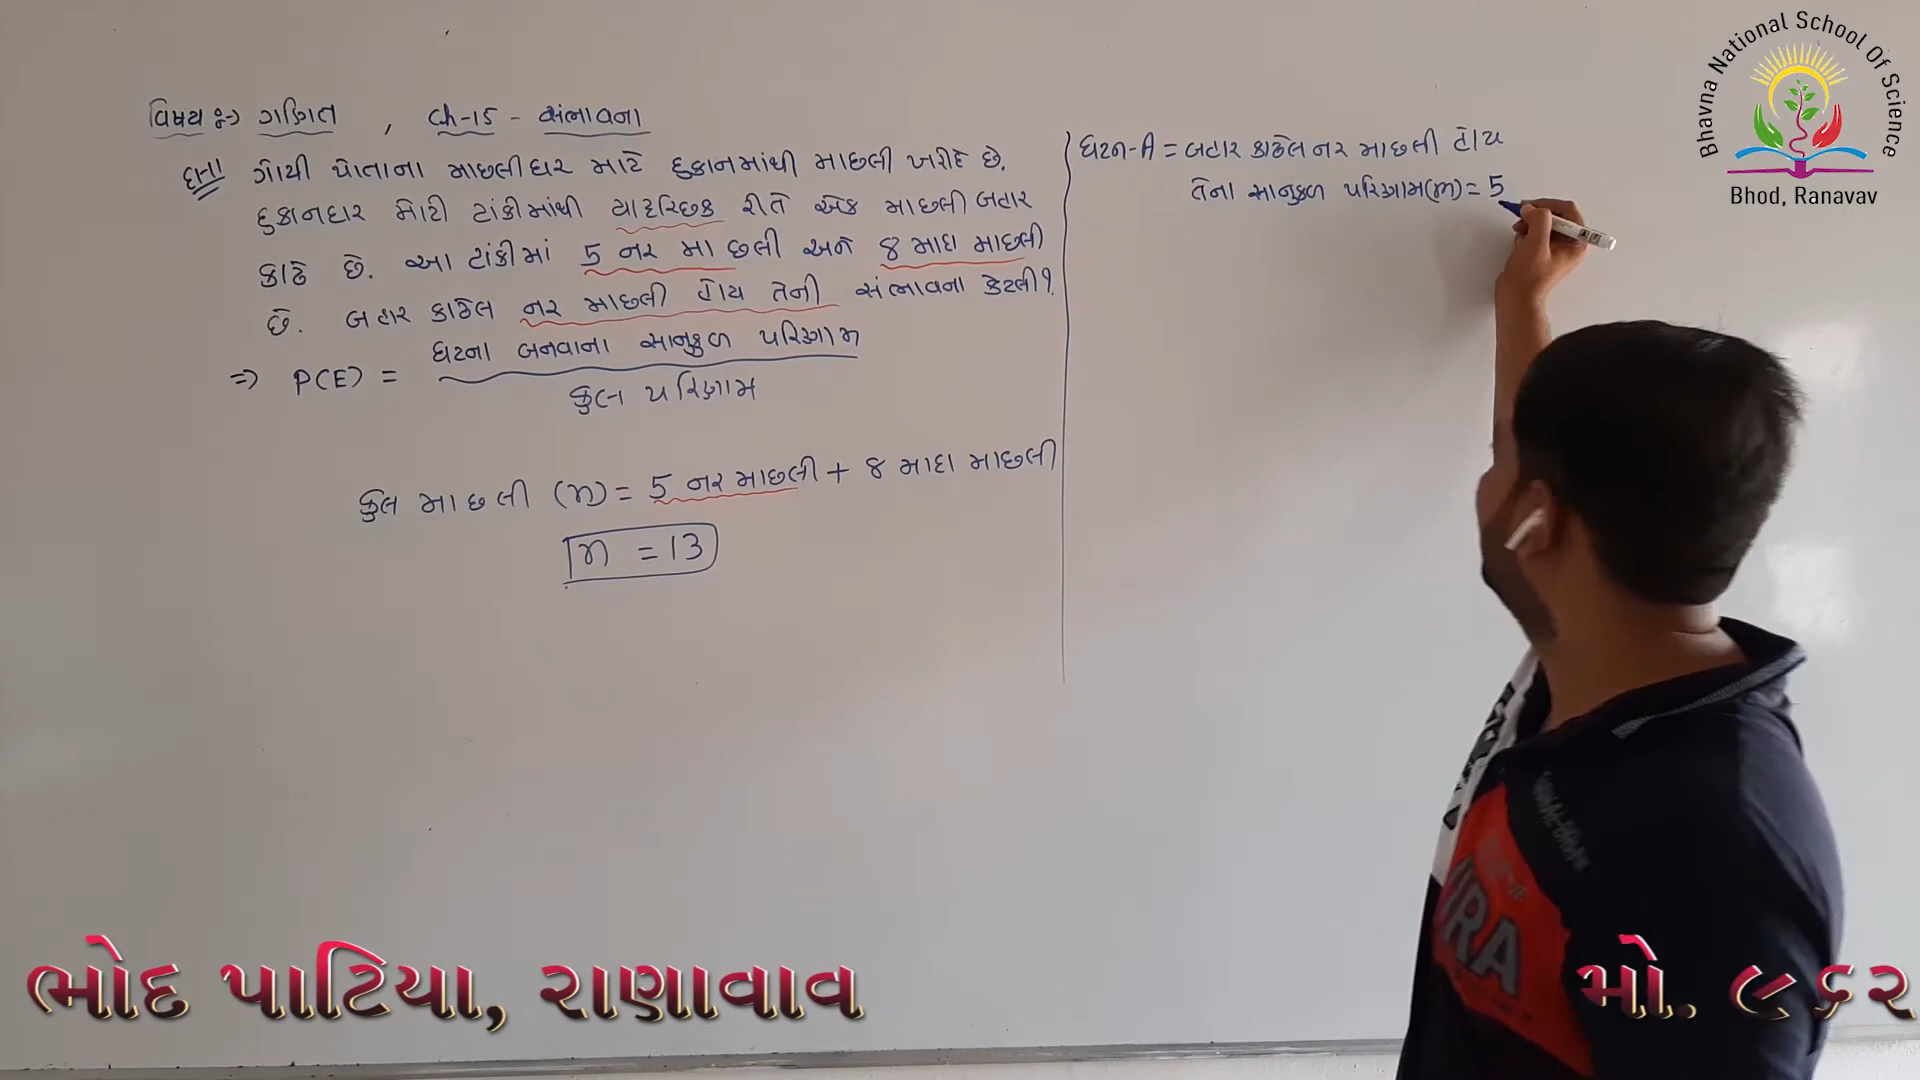 વિષય :-> ગણિત , ch-15 - સંભાવના
દા.ત.1 ગોપી પોતાના માછલીઘર માટે દુકાનમાંથી માછલી ખરીદે છે.
દુકાનદાર મોટી ટાંકીમાંથી યાદૃચ્છિક રીતે એક માછલી બહાર
કાઢે છે. આ ટાંકીમાં 5 નર માછલી અને 8 માદા માછલી
છે. બહાર કાઢેલ નર માછલી હોય તેની સંભાવના કેટલી?
=> P(E) = ઘટના બનવાના સાનુકુળ પરિણામ
કુલ પરિણામ
કુલ માછલી (n) = 5 નર માછલી + 8 માદા માછલી
n = 13
ઘટના-A = બહાર કાઢેલ નર માછલી હોય
તેના સાનુકુળ પરિણામ(m) = 5
Bhavna National School Of Science
Bhod, Ranavav
ભોદ પાટિયા, રાણાવાવ
મો. ૯૬૨